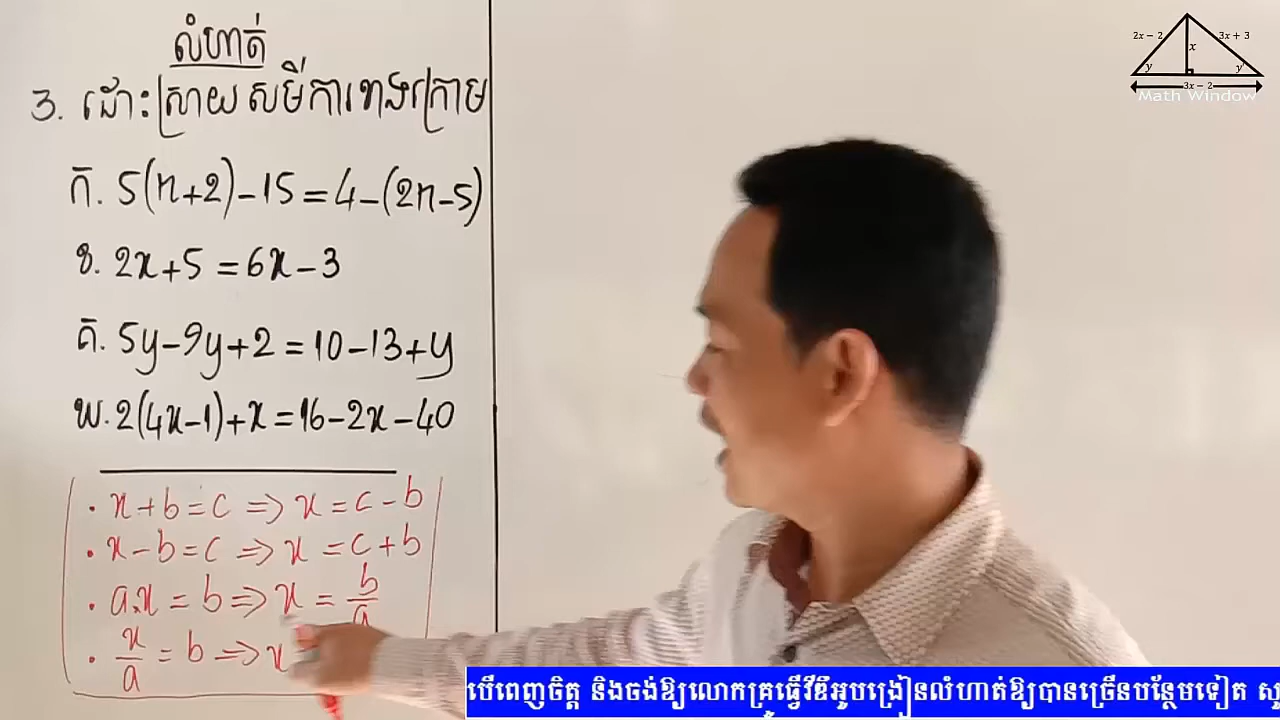 លំហាត់
3. ដោះស្រាយសមីការខាងក្រោម
ក. 5(x+2)-15=4-(2x-5)
ខ. 2x+5=6x-3
គ. 5y-9y+2=10-13+y
ឃ. 2(4x-1)+x=16-2x-40
• x+b=c ⇒ x=c-b
• x-b=c ⇒ x=c+b
• a.x=b ⇒ x=b/a
• x/a=b ⇒ x
2x − 2
3x + 3
x
y
y
3x − 2
Math Window
បើពេញចិត្ត និងចង់ឱ្យលោកគ្រូធ្វើវីឌីអូបង្រៀនលំហាត់ឱ្យបានច្រើនបន្ថែមទៀត